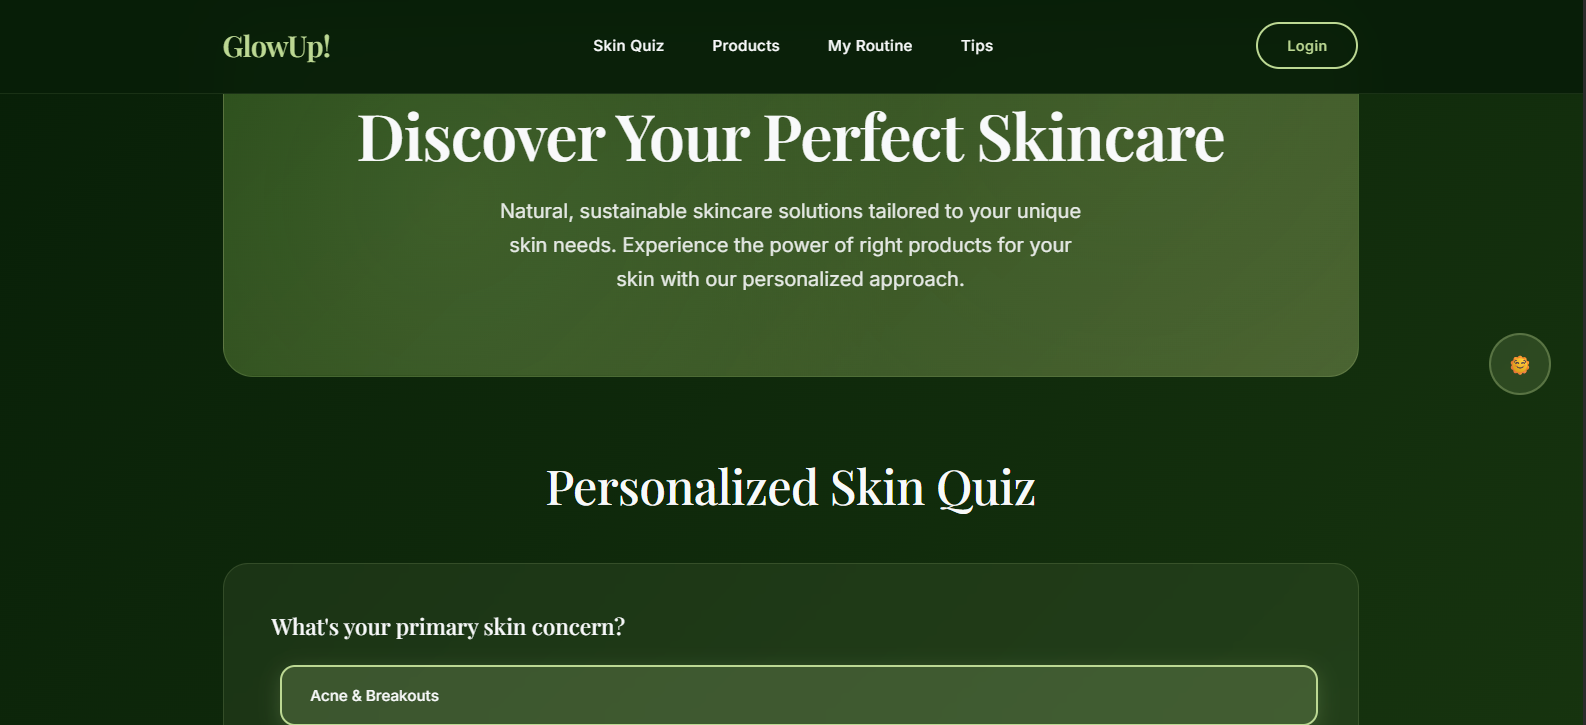 GlowUp!
Skin Quiz
Products
My Routine
Tips
Login
Discover Your Perfect Skincare
Natural, sustainable skincare solutions tailored to your unique
skin needs. Experience the power of right products for your
skin with our personalized approach.
Personalized Skin Quiz
What's your primary skin concern?
Acne & Breakouts